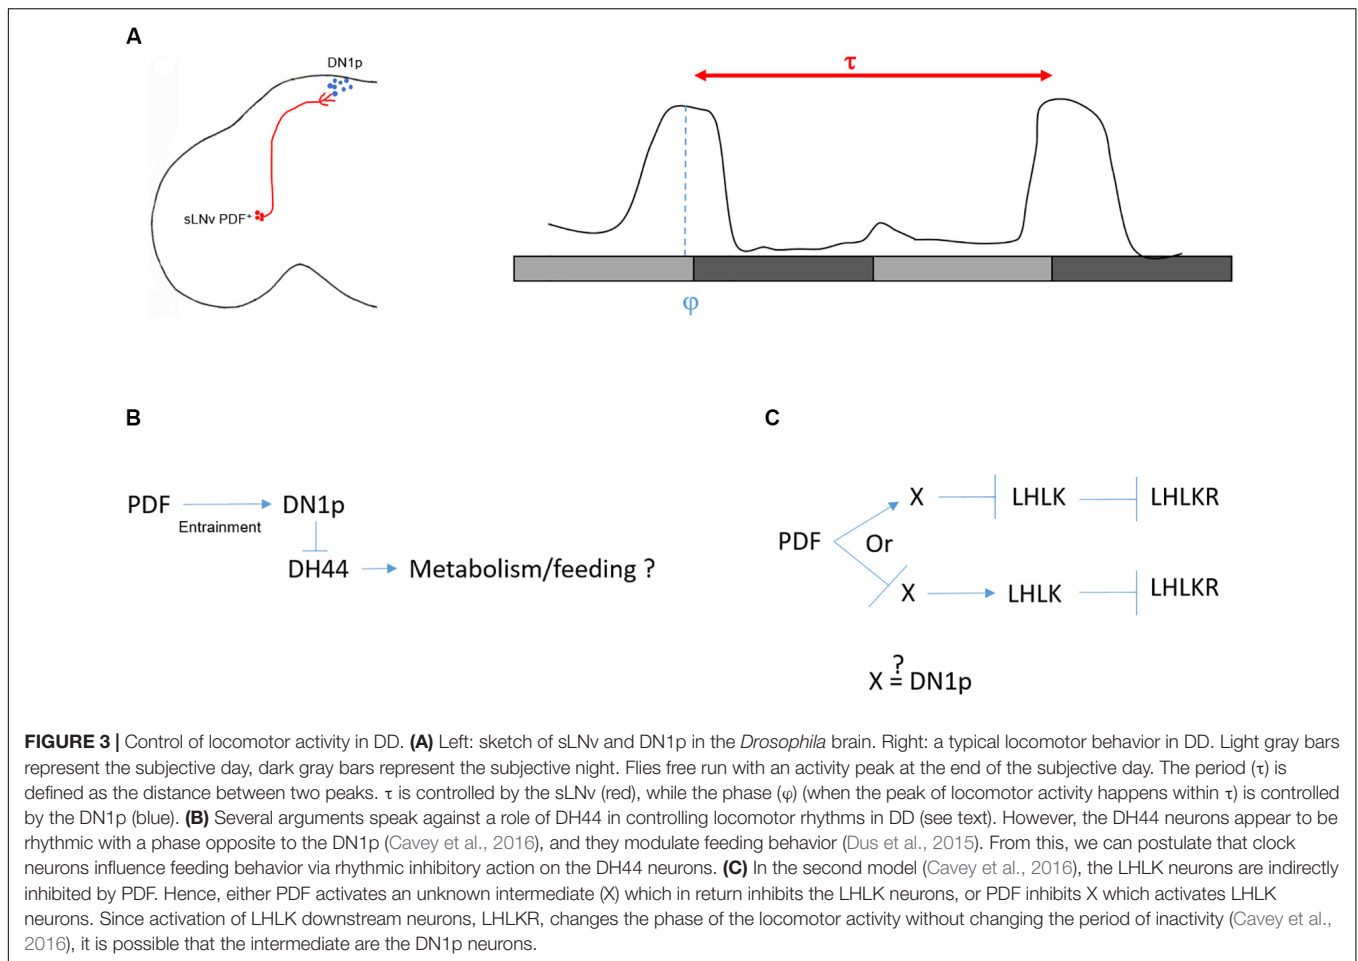 A
DN1p
sLNv PDF+
τ
φ
B
PDF
Entrainment
DN1p
DH44
Metabolism/feeding ?
C
PDF
Or
X
LHLK
LHLKR
X
LHLK
LHLKR
?
X = DN1p
FIGURE 3 | Control of locomotor activity in DD. (A) Left: sketch of sLNv and DN1p in the Drosophila brain. Right: a typical locomotor behavior in DD. Light gray bars
represent the subjective day, dark gray bars represent the subjective night. Flies free run with an activity peak at the end of the subjective day. The period (τ) is
defined as the distance between two peaks. τ is controlled by the sLNv (red), while the phase (φ) (when the peak of locomotor activity happens within τ) is controlled
by the DN1p (blue). (B) Several arguments speak against a role of DH44 in controlling locomotor rhythms in DD (see text). However, the DH44 neurons appear to be
rhythmic with a phase opposite to the DN1p (Cavey et al., 2016), and they modulate feeding behavior (Dus et al., 2015). From this, we can postulate that clock
neurons influence feeding behavior via rhythmic inhibitory action on the DH44 neurons. (C) In the second model (Cavey et al., 2016), the LHLK neurons are indirectly
inhibited by PDF. Hence, either PDF activates an unknown intermediate (X) which in return inhibits the LHLK neurons, or PDF inhibits X which activates LHLK
neurons. Since activation of LHLK downstream neurons, LHLKR, changes the phase of the locomotor activity without changing the period of inactivity (Cavey et al.,
2016), it is possible that the intermediate are the DN1p neurons.